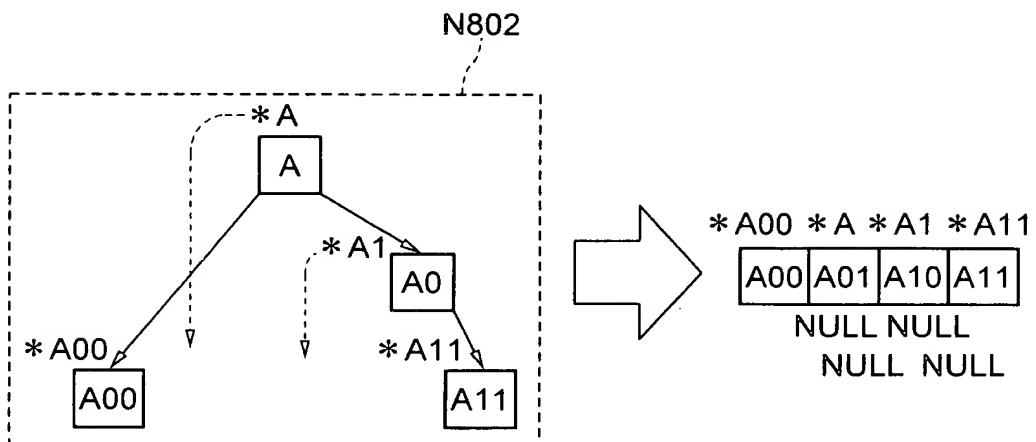 N802
*A
A
*A1
A0
*A00
*A11
A00
A11
*A00 *A *A1 *A11
A00 A01 A10 A11
NULL NULL
NULL NULL